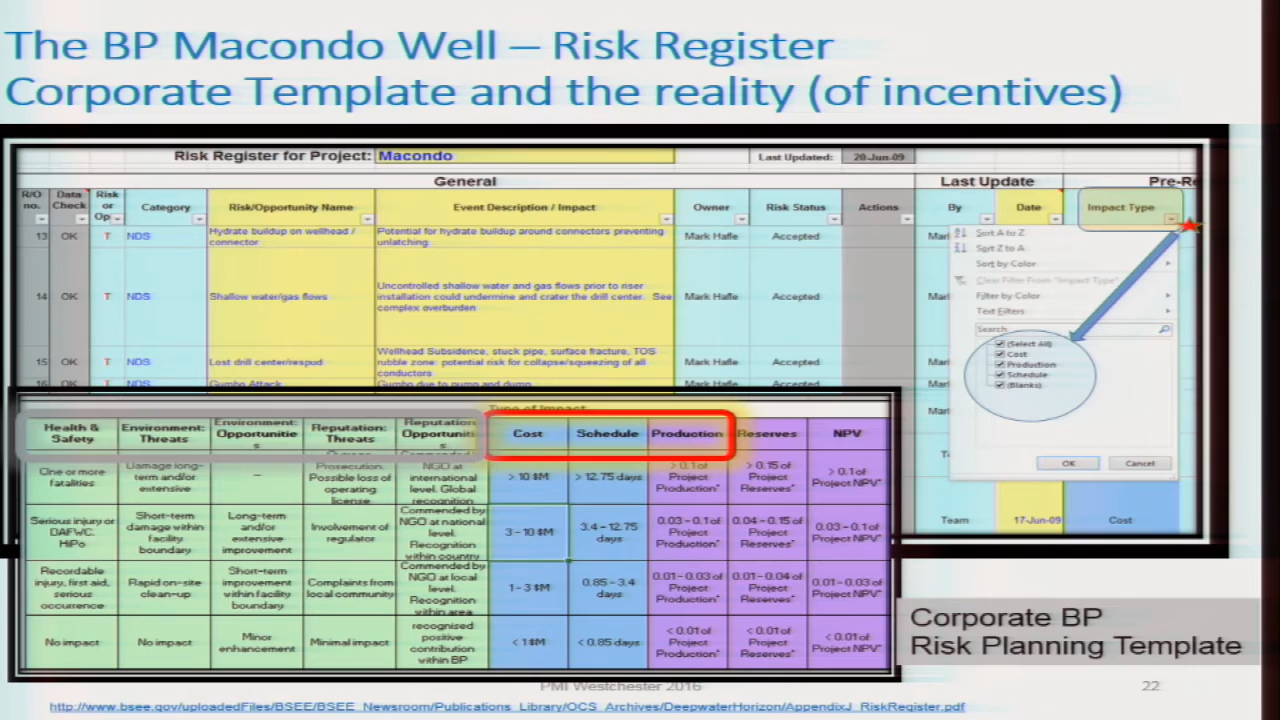 The BP Macondo Well – Risk Register
Corporate Template and the reality (of incentives)
Risk Register for Project: Macondo Last Updated: 20-Jun-09
General Last Update Pre-Re
R/O no. Data Check Risk or Op Category Risk/Opportunity Name Event Description / Impact Owner Risk Status Actions By Date Impact Type
13 OK T NDS Hydrate buildup on wellhead / connector Potential for hydrate buildup around connectors preventing unlatching. Mark Hafle Accepted Mar
14 OK T NDS Shallow water/gas flows Uncontrolled shallow water and gas flows prior to riser installation could undermine and crater the drill center. See complex overburden Mark Hafle Accepted Mar
15 OK T NDS Lost drill center/respud Wellhead Subsidence, stuck pipe, surface fracture, TOS rubble zone: potential risk for collapse/squeezing of all conductors Mark Hafle Accepted Mar
16 OK T NDS Gumbo Attack Gumbo due to pump and dump Mark Hafle Accepted Mar
Mar
Team 17-Jun-09 Cost
Sort A to Z
Sort Z to A
Sort by Color
Clear Filter From "Impact Type"
Filter by Color
Text Filters
Search
(Select All)
Cost
Production
Schedule
(Blanks)
OK Cancel
Type of Impact
Health & Safety Environment: Threats Environment: Opportunities Reputation: Threats Reputation Opportuniti s Cost Schedule Production Reserves NPV
One or more fatalities Damage long-term and/or extensive – Prosecution. Possible loss of operating license NGO at international level. Global recognition > 10 $M > 12.75 days > 0.1 of Project Production* > 0.15 of Project Reserves* > 0.1 of Project NPV*
Serious injury or DAFWC. HiPo Short-term damage within facility boundary Long-term and/or extensive improvement Involvement of regulator Commended by NGO at national level. Recognition within country 3 – 10 $M 3.4 – 12.75 days 0.03 – 0.1 of Project Production* 0.04 – 0.15 of Project Reserves* 0.03 – 0.1 of Project NPV*
Recordable injury, first aid, serious occurrence Rapid on-site clean-up Short-term improvement within facility boundary Complaints from local community Commended by NGO at local level. Recognition within area 1 – 3 $M 0.85 – 3.4 days 0.01 – 0.03 of Project Production* 0.01 – 0.04 of Project Reserves* 0.01 – 0.03 of Project NPV*
No impact No impact Minor enhancement Minimal impact recognised positive contribution within BP < 1 $M < 0.85 days < 0.01 of Project Production* < 0.01 of Project Reserves* < 0.01 of Project NPV*
Corporate BP
Risk Planning Template
PMI Westchester 2016 22
http://www.bsee.gov/uploadedFiles/BSEE/BSEE_Newsroom/Publications_Library/OCS_Archives/DeepwaterHorizon/AppendixJ_RiskRegister.pdf